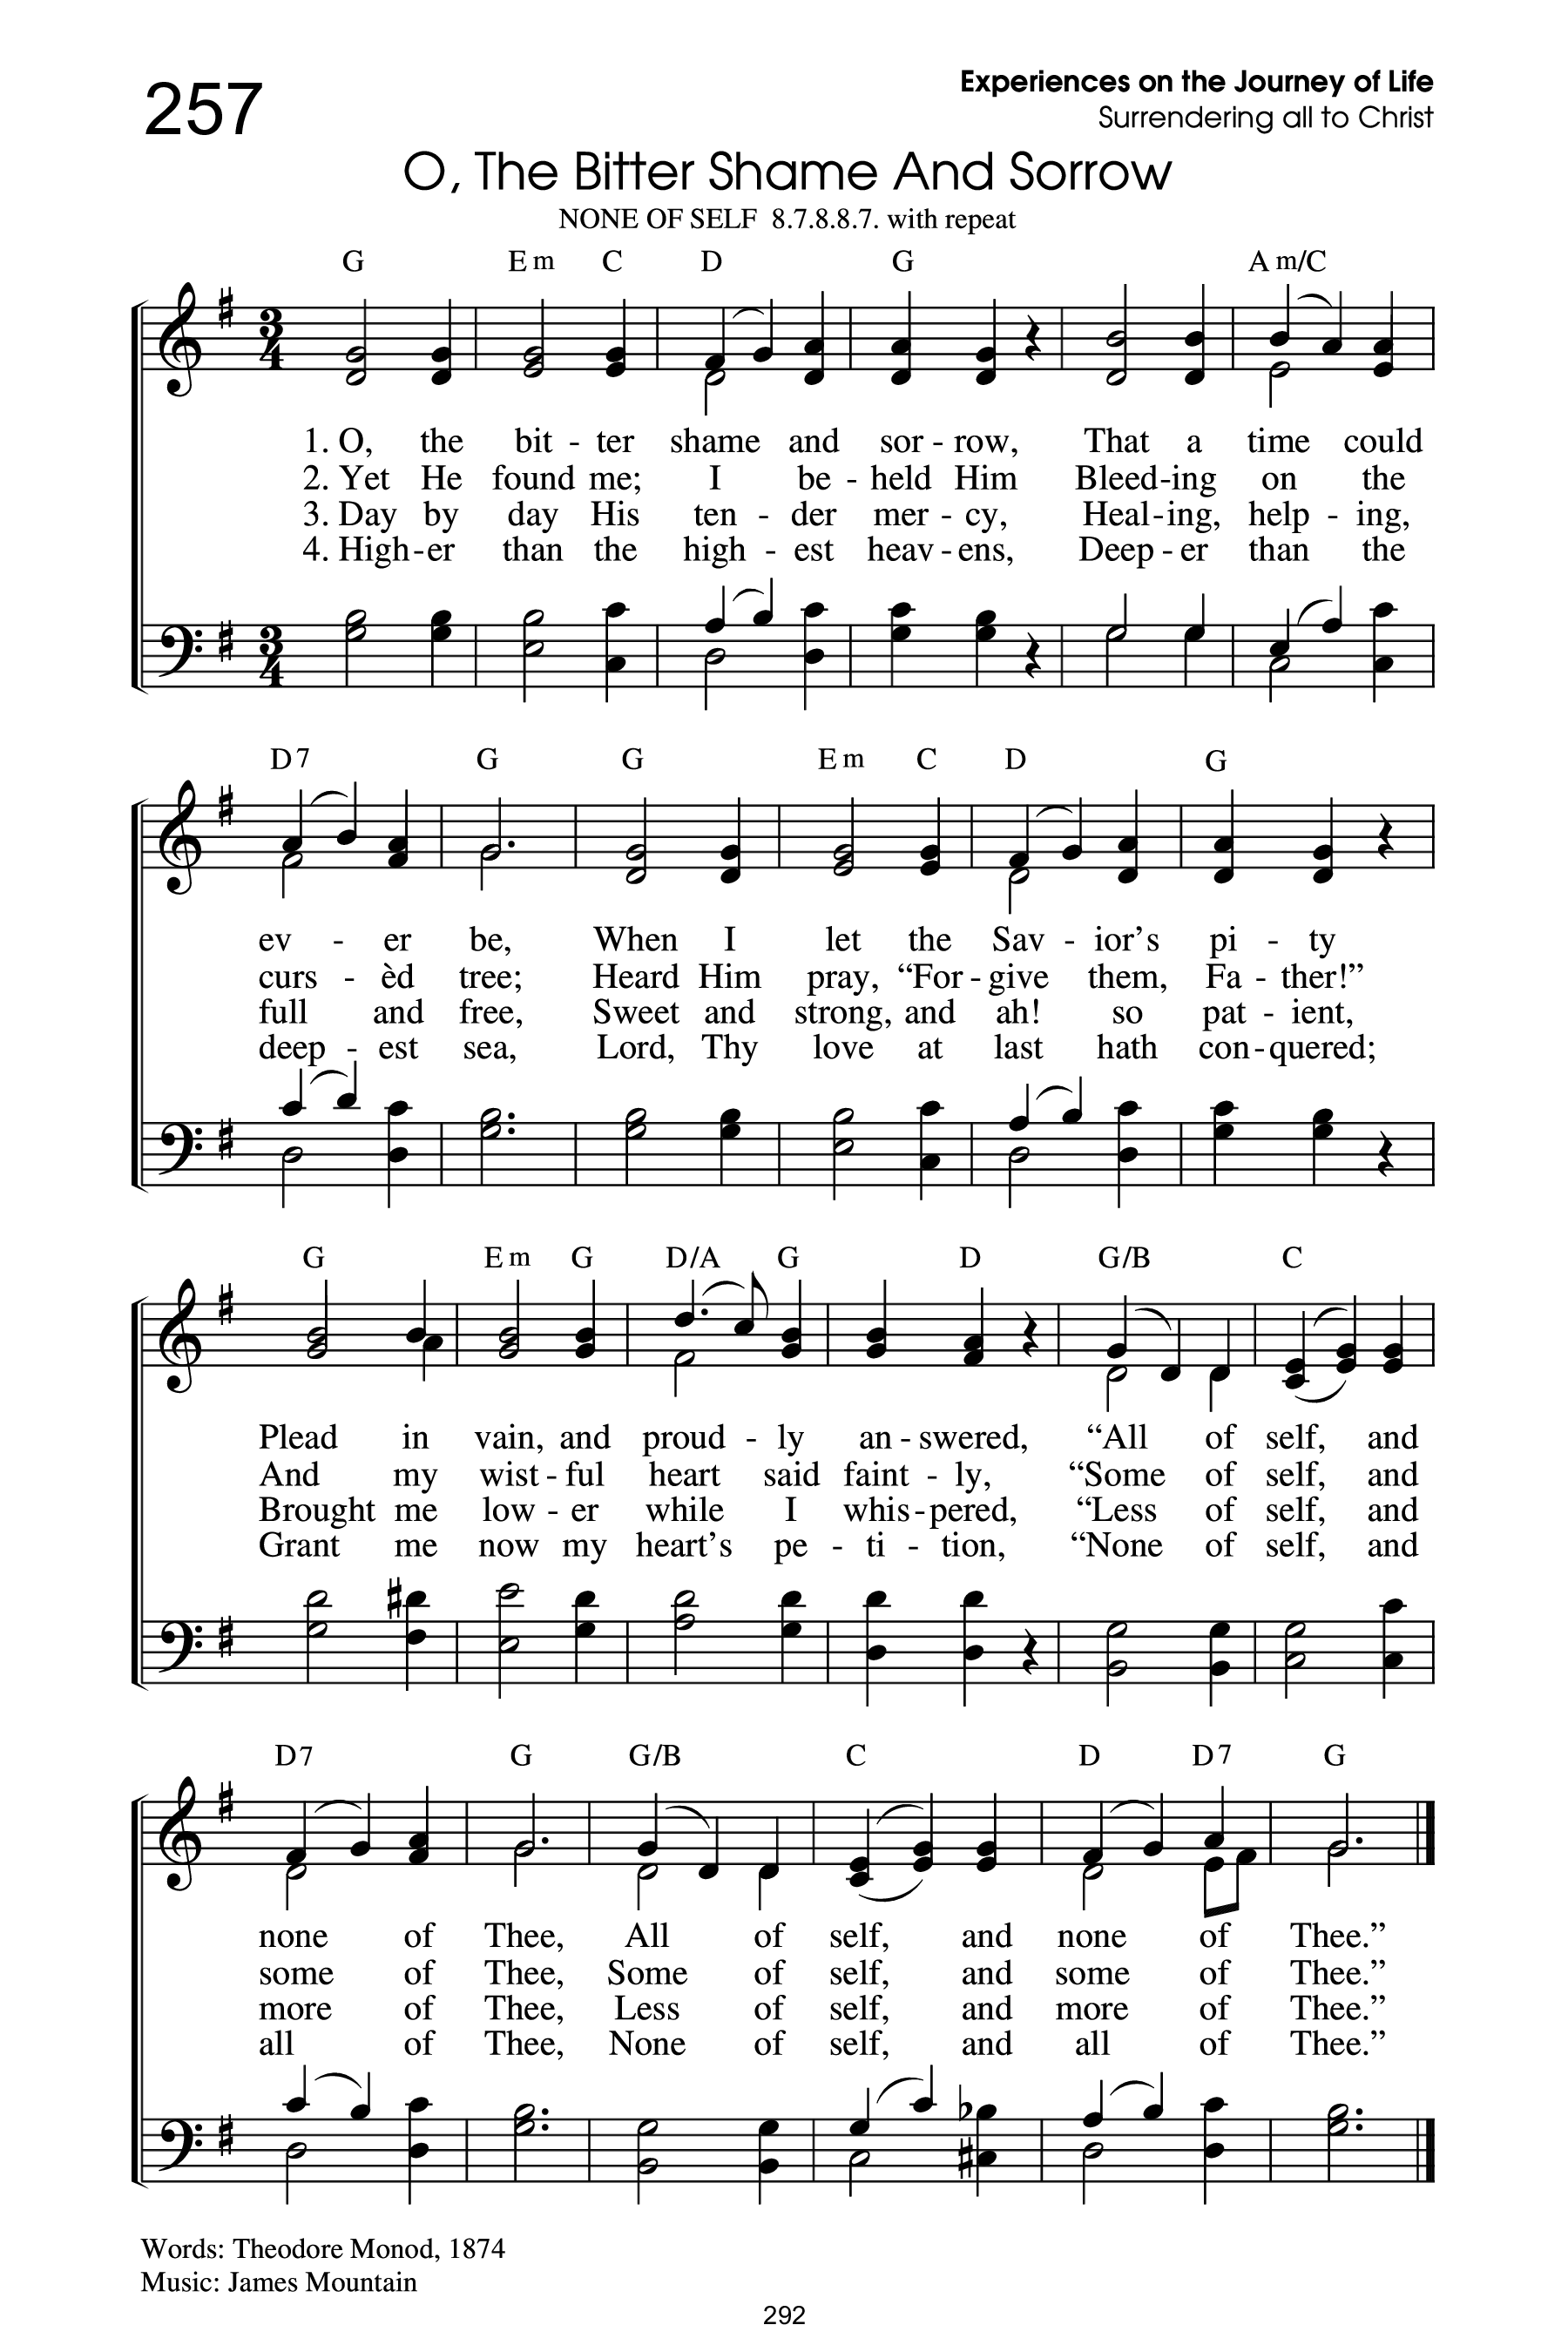 257
Experiences on the Journey of Life
Surrendering all to Christ
O, The Bitter Shame And Sorrow
NONE OF SELF 8.7.8.8.7. with repeat
G Em C D G Am/C
1. O, the bit - ter shame and sor - row, That a time could
2. Yet He found me; I be - held Him Bleed - ing on the
3. Day by day His ten - der mer - cy, Heal - ing, help - ing,
4. High - er than the high - est heav - ens, Deep - er than the
D7 G G Em C D G
ev - er be, When I let the Sav - ior's pi - ty
curs - èd tree; Heard Him pray, “For - give them, Fa - ther!”
full and free, Sweet and strong, and ah! so pat - ient,
deep - est sea, Lord, Thy love at last hath con - quered;
G Em G D/A G D G/B C
Plead in vain, and proud - ly an - swered, “All of self, and
And my wist - ful heart said faint - ly, “Some of self, and
Brought me low - er while I whis - pered, “Less of self, and
Grant me now my heart's pe - ti - tion, “None of self, and
D7 G G/B C D D7 G
none of Thee, All of self, and none of Thee.”
some of Thee, Some of self, and some of Thee.”
more of Thee, Less of self, and more of Thee.”
all of Thee, None of self, and all of Thee.”
Words: Theodore Monod, 1874
Music: James Mountain
292